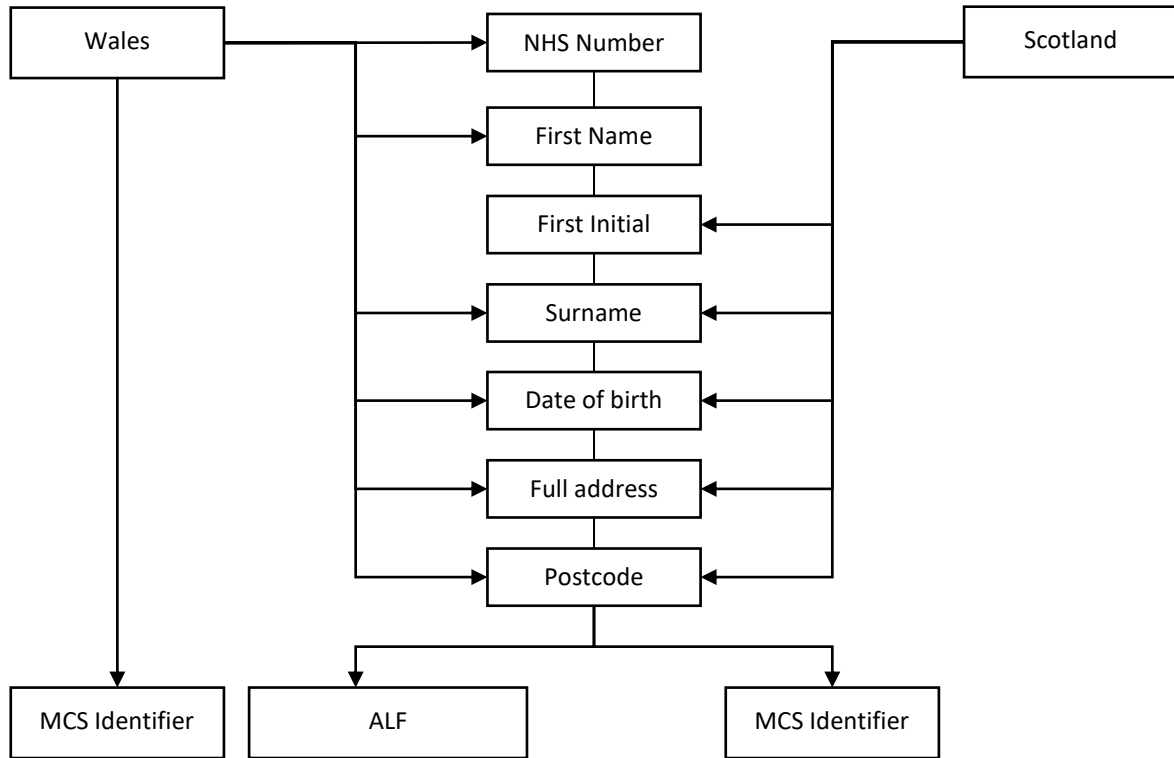 Wales
NHS Number
Scotland
First Name
First Initial
Surname
Date of birth
Full address
Postcode
MCS Identifier
ALF
MCS Identifier